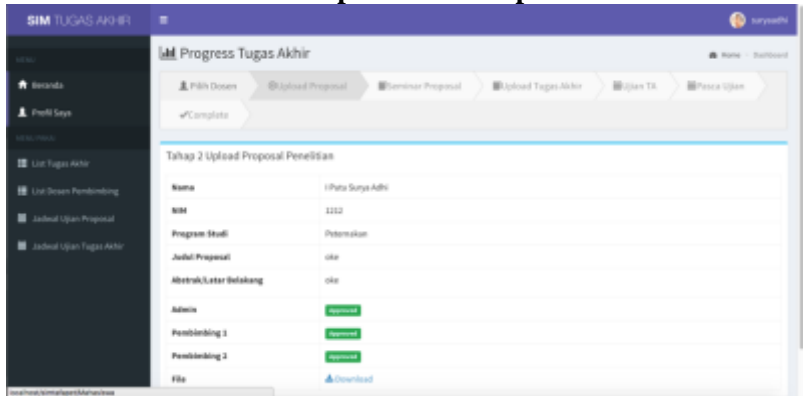 SIM TUGAS AKHIR
suryaadhi
Progress Tugas Akhir
Home Dashboard
MENU
Beranda
Profil Saya
List Tugas Akhir
List Dosen Pembimbing
Jadwal Ujian Proposal
Jadwal Ujian Tugas Akhir
Pilih Dosen
Upload Proposal
Seminar Proposal
Upload Tugas Akhir
Ujian TA
Pasca Ujian
Complete
Tahap 2 Upload Proposal Penelitian
Nama I Putu Surya Adhi
NIM 1212
Program Studi Peternakan
Judul Proposal oke
Abstrak/Latar Belakang oke
Admin Approved
Pembimbing 1 Approved
Pembimbing 2 Approved
File Download